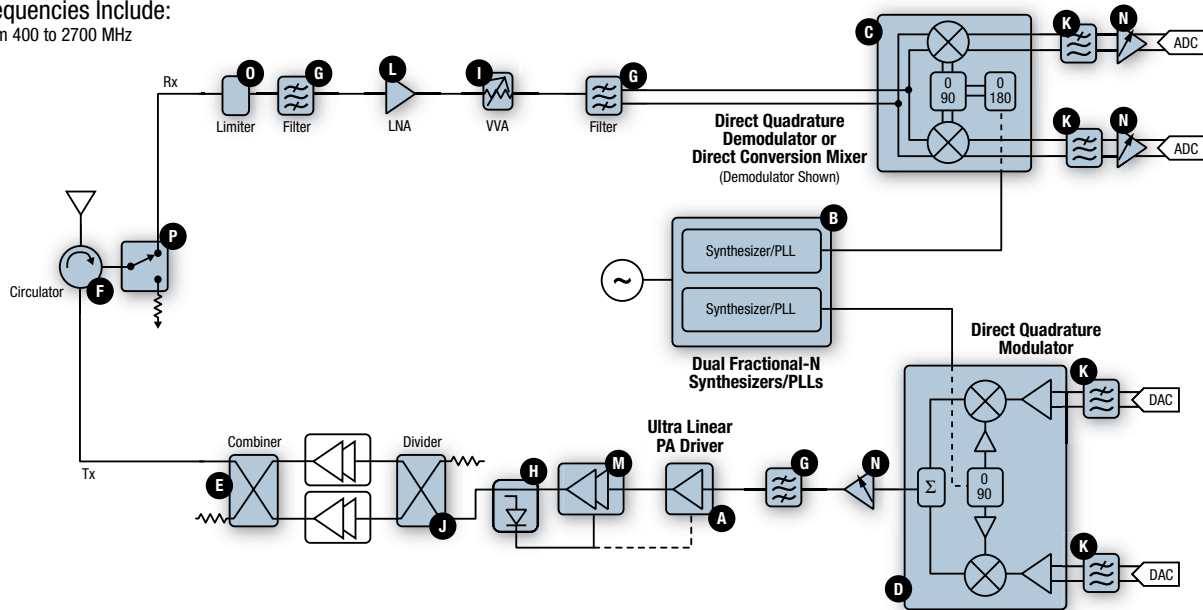 equencies Include:
m 400 to 2700 MHz
Rx
O
Limiter
G
Filter
L
LNA
I
VVA
G
Filter
C
0
90
0
180
Direct Quadrature
Demodulator or
Direct Conversion Mixer
(Demodulator Shown)
K
N
ADC
K
N
ADC
B
Synthesizer/PLL
Synthesizer/PLL
~
Dual Fractional-N
Synthesizers/PLLs
P
F
Circulator
Direct Quadrature
Modulator
K
DAC
Σ
0
90
D
K
DAC
Tx
Combiner
E
Divider
J
H
M
Ultra Linear
PA Driver
A
G
N